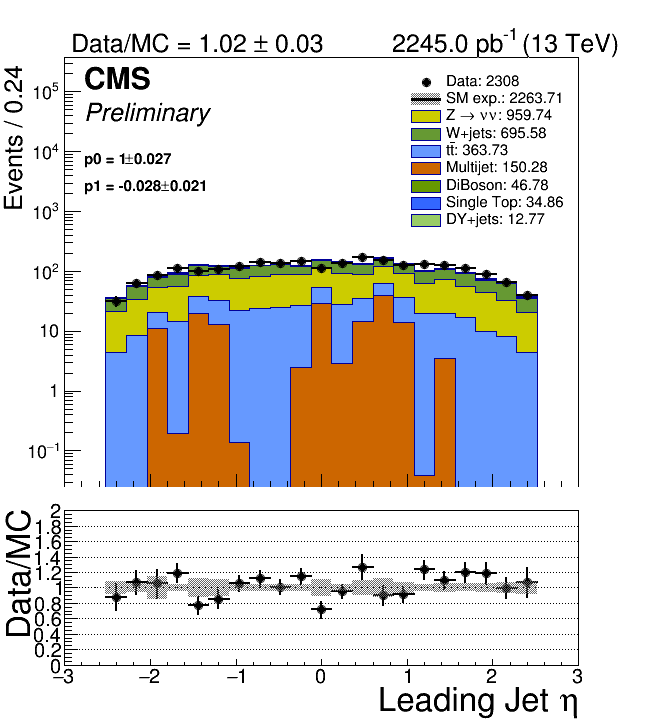 Data/MC = 1.02 ± 0.03 2245.0 pb⁻¹ (13 TeV)
CMS
Preliminary
p0 = 1±0.027
p1 = -0.028±0.021
Data: 2308
SM exp.: 2263.71
Z → νν: 959.74
W+jets: 695.58
tt̄: 363.73
Multijet: 150.28
DiBoson: 46.78
Single Top: 34.86
DY+jets: 12.77
Events / 0.24
10⁵
10⁴
10³
10²
10
1
10⁻¹
Data/MC
2
1.8
1.6
1.4
1.2
1
0.8
0.6
0.4
0.2
0
−3 −2 −1 0 1 2 3
Leading Jet η